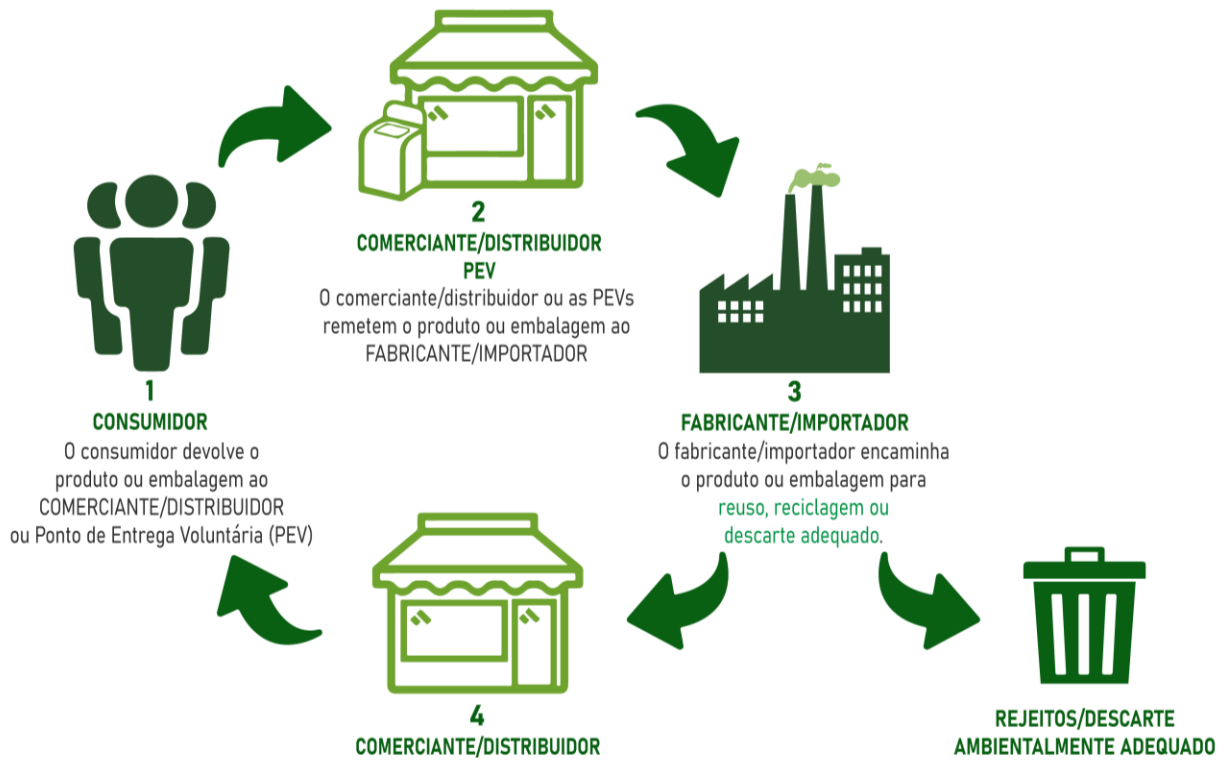 1
CONSUMIDOR
O consumidor devolve o
produto ou embalagem ao
COMERCIANTE/DISTRIBUIDOR
ou Ponto de Entrega Voluntária (PEV)
2
COMERCIANTE/DISTRIBUIDOR
PEV
O comerciante/distribuidor ou as PEVs
remetem o produto ou embalagem ao
FABRICANTE/IMPORTADOR
3
FABRICANTE/IMPORTADOR
O fabricante/importador encaminha
o produto ou embalagem para
reuso, reciclagem ou
descarte adequado.
4
COMERCIANTE/DISTRIBUIDOR
REJEITOS/DESCARTE
AMBIENTALMENTE ADEQUADO